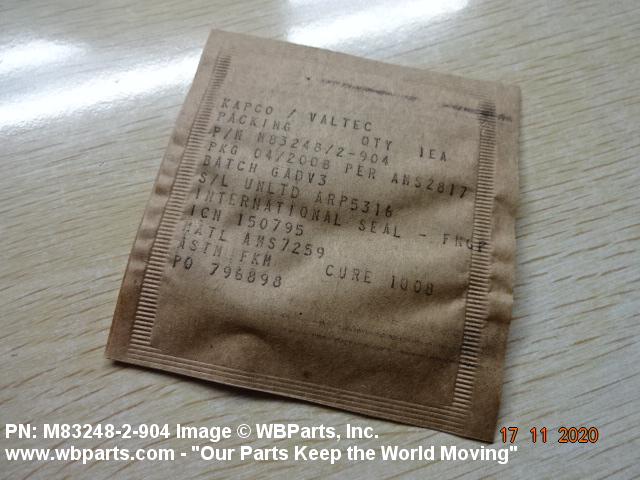 KAPCO / VALTEC
PACKING QTY 1EA
P/N M83248/2-904
PKG 04/2008 PER AMS2817
BATCH GADV3
S/L UNLTD ARP5316
INTERNATIONAL SEAL -
ICN 150795
MATL AMS7259
ASTM FKM CURE 1008
PO 796898
17 11 2020
PN: M83248-2-904 Image © WBParts, Inc.
www.wbparts.com - "Our Parts Keep the World Moving"